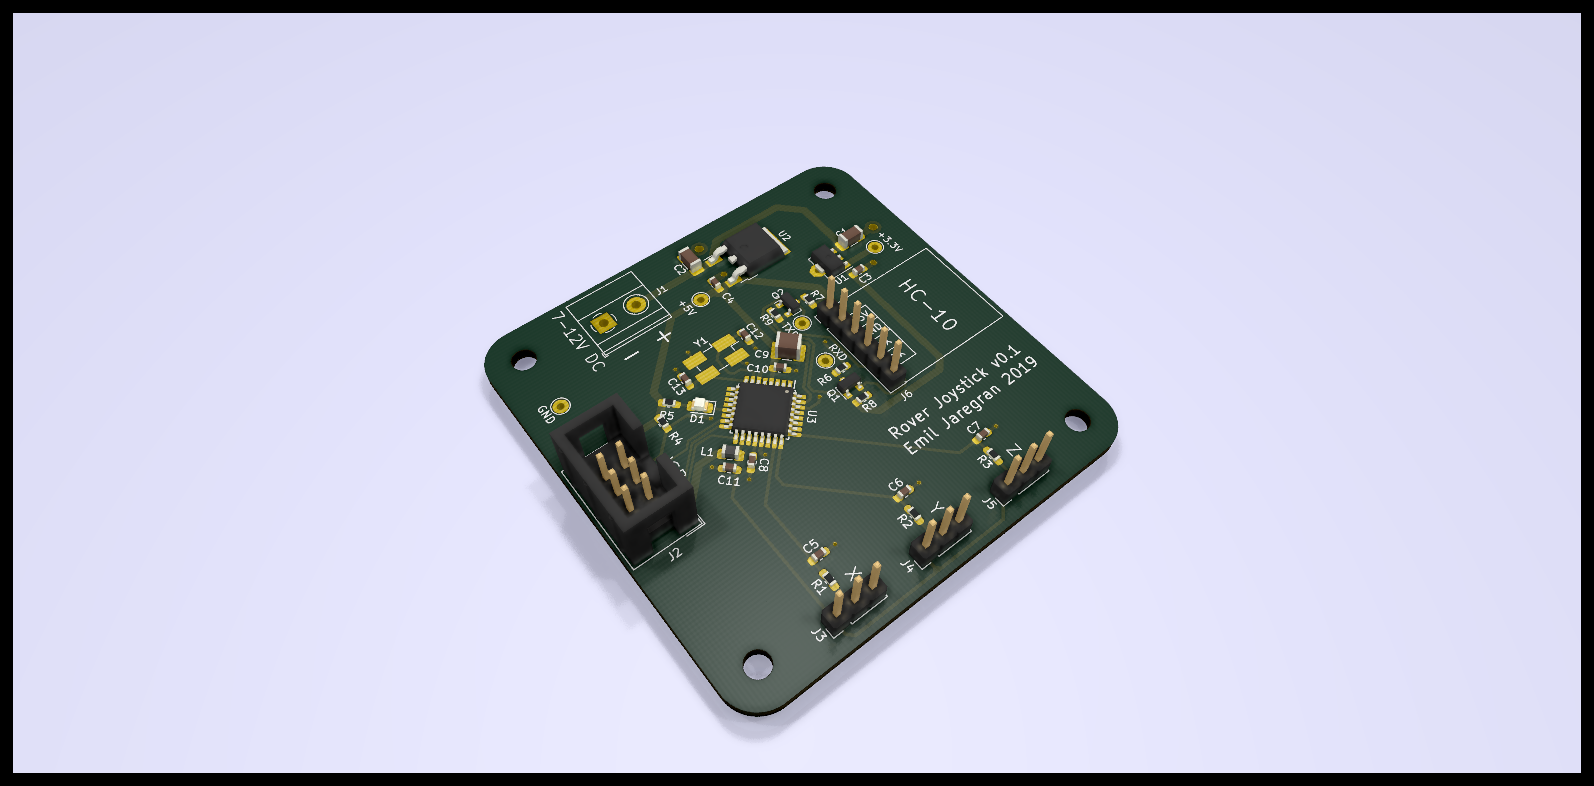 U2
+3.3V
C2
U1
C3
J1
C4
+5V
HC-10
R7
7-12V DC
+
-
R9
C12
Y1
C9
RXD
C10
R6
C13
Q1
R8
J6
Rover Joystick v0.1
Emil Jaregran 2019
GND
R5
D1
U3
R4
L1
C8
C11
C7
Z
R3
J5
C6
Y
R2
J4
J2
C5
X
R1
J3